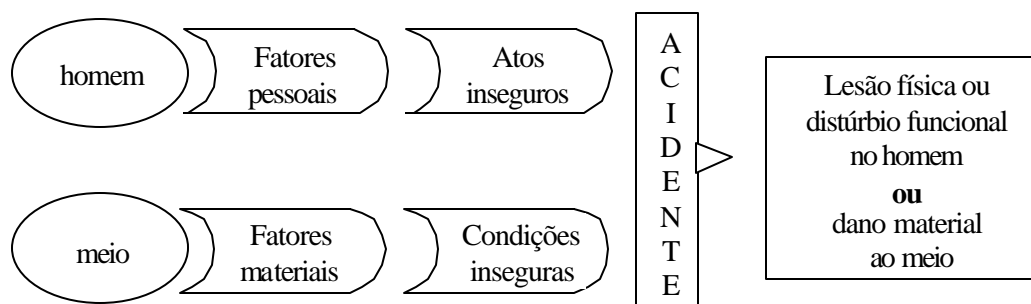 homem
Fatores
pessoais
Atos
inseguros
meio
Fatores
materiais
Condições
inseguras
A
C
I
D
E
N
T
E
Lesão física ou
distúrbio funcional
no homem
ou
dano material
ao meio